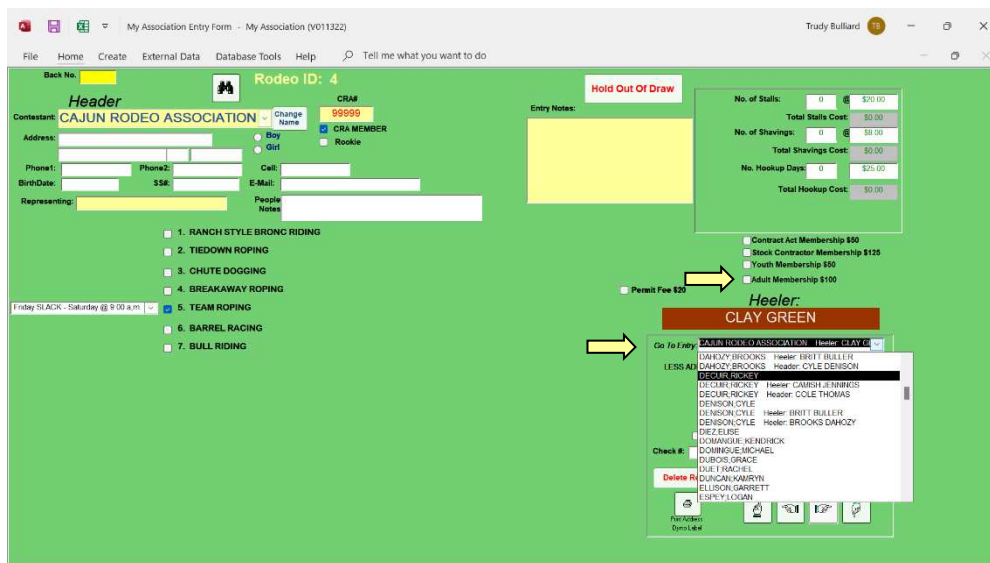 My Association Entry Form - My Association (V011322)
Trudy Bulliard TB
File Home Create External Data Database Tools Help Tell me what you want to do
Back No.
Rodeo ID: 4
Header
CRA#
Contestant: CAJUN RODEO ASSOCIATION
Change Name
99999
CRA MEMBER
Address:
Boy
Girl
Rookie
Phone1:
Phone2:
Cell:
BirthDate:
SS#:
E-Mail:
Representing:
People Notes
1. RANCH STYLE BRONC RIDING
2. TIEDOWN ROPING
3. CHUTE DOGGING
4. BREAKAWAY ROPING
Friday SLACK - Saturday @ 9:00 a.m.
5. TEAM ROPING
6. BARREL RACING
7. BULL RIDING
Hold Out Of Draw
Entry Notes:
No. of Stalls: 0 @ $20.00
Total Stalls Cost: $0.00
No. of Shavings: 0 @ $8.00
Total Shavings Cost: $0.00
No. Hookup Days: 0 $25.00
Total Hookup Cost: $0.00
Contract Act Membership $50
Stock Contractor Membership $125
Youth Membership $50
Adult Membership $100
Permit Fee $20
Heeler:
CLAY GREEN
Go To Entry: CAJUN RODEO ASSOCIATION Heeler: CLAY
DAHOZY;BROOKS Heeler: BRITT BULLER
LESS
DAHOZY;BROOKS Header: CYLE DENISON
DECUIR;RICKEY
DECUIR;RICKEY Heeler: CAMISH JENNINGS
DECUIR;RICKEY Header: COLE THOMAS
DENISON;CYLE
DENISON;CYLE Heeler: BRITT BULLER
DENISON;CYLE Heeler: BROOKS DAHOZY
DIEZ;ELISE
DOMANGUE;KENDRICK
Check #:
DOMINGUE;MICHAEL
DUBOIS;GRACE
DUET;RACHEL
Delete
DUNCAN;KAMRYN
ELLISON;GARRETT
ESPEY;LOGAN
Print Address
Dymo Label